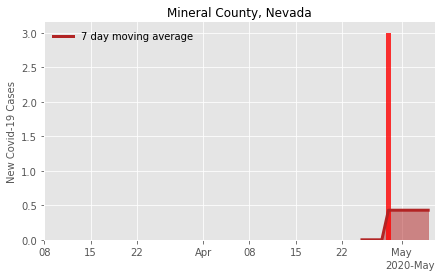 Mineral County, Nevada
7 day moving average
New Covid-19 Cases
3.0
2.5
2.0
1.5
1.0
0.5
0.0
08 15 22 Apr 08 15 22 May
2020-May